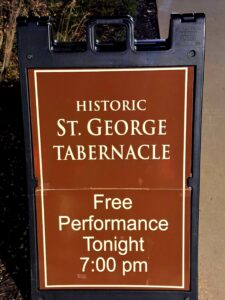 HISTORIC
ST. GEORGE
TABERNACLE
Free
Performance
Tonight
7:00 pm